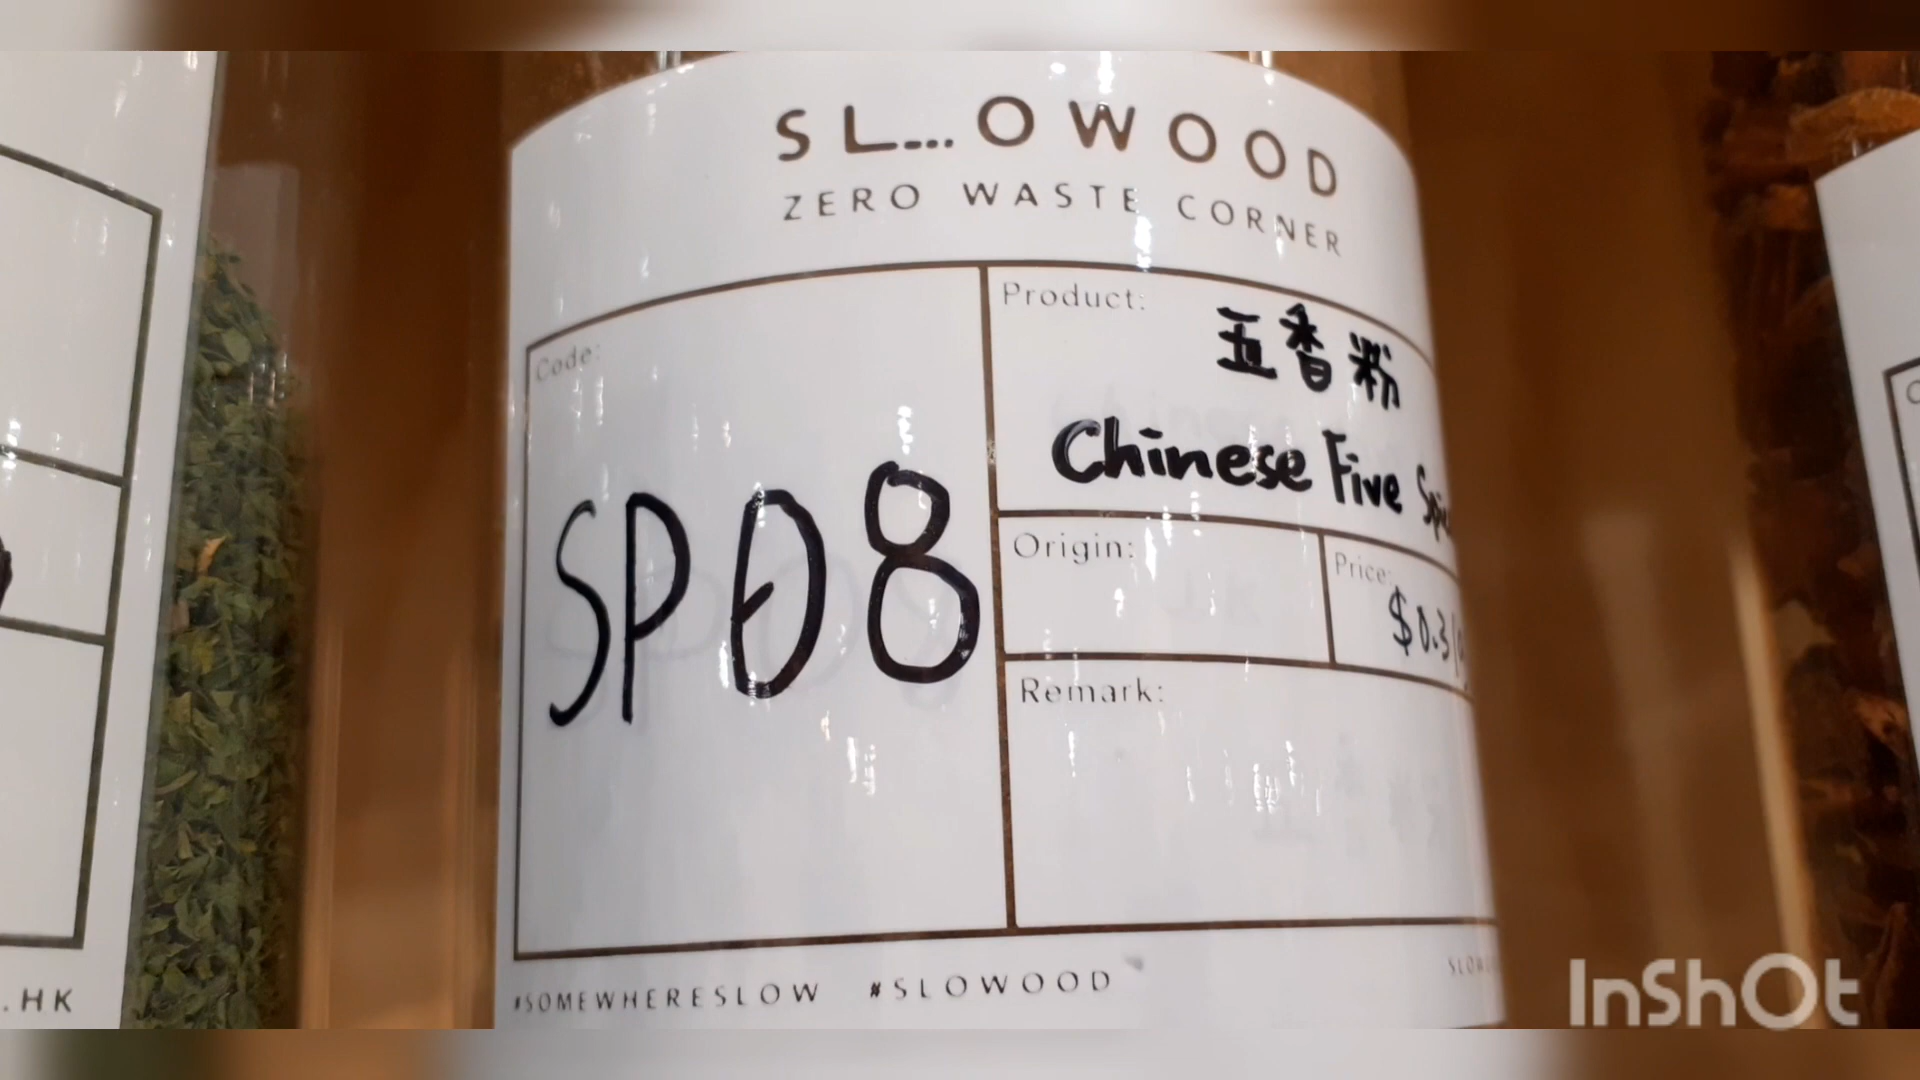 SL...OWOOD
ZERO WASTE CORNER
Code:
SP08
Product:
五香粉
Chinese Five
Origin:
Price:
$0.3/
Remark:
#SOMEWHERESLOW #SLOWOOD
.HK
InShOt